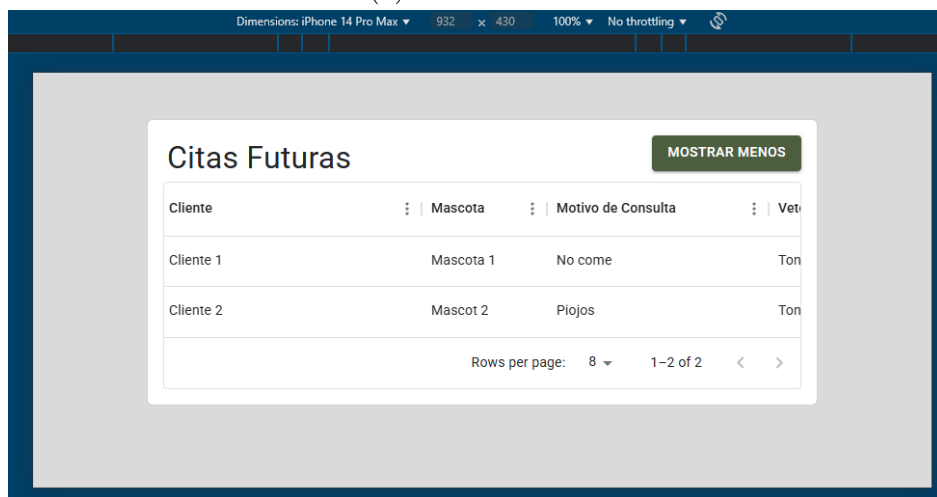 Dimensions: iPhone 14 Pro Max 932 x 430 100% No throttling
Citas Futuras MOSTRAR MENOS
Cliente Mascota Motivo de Consulta
Cliente 1 Mascota 1 No come Ton
Cliente 2 Mascot 2 Piojos Ton
Rows per page: 8 1–2 of 2